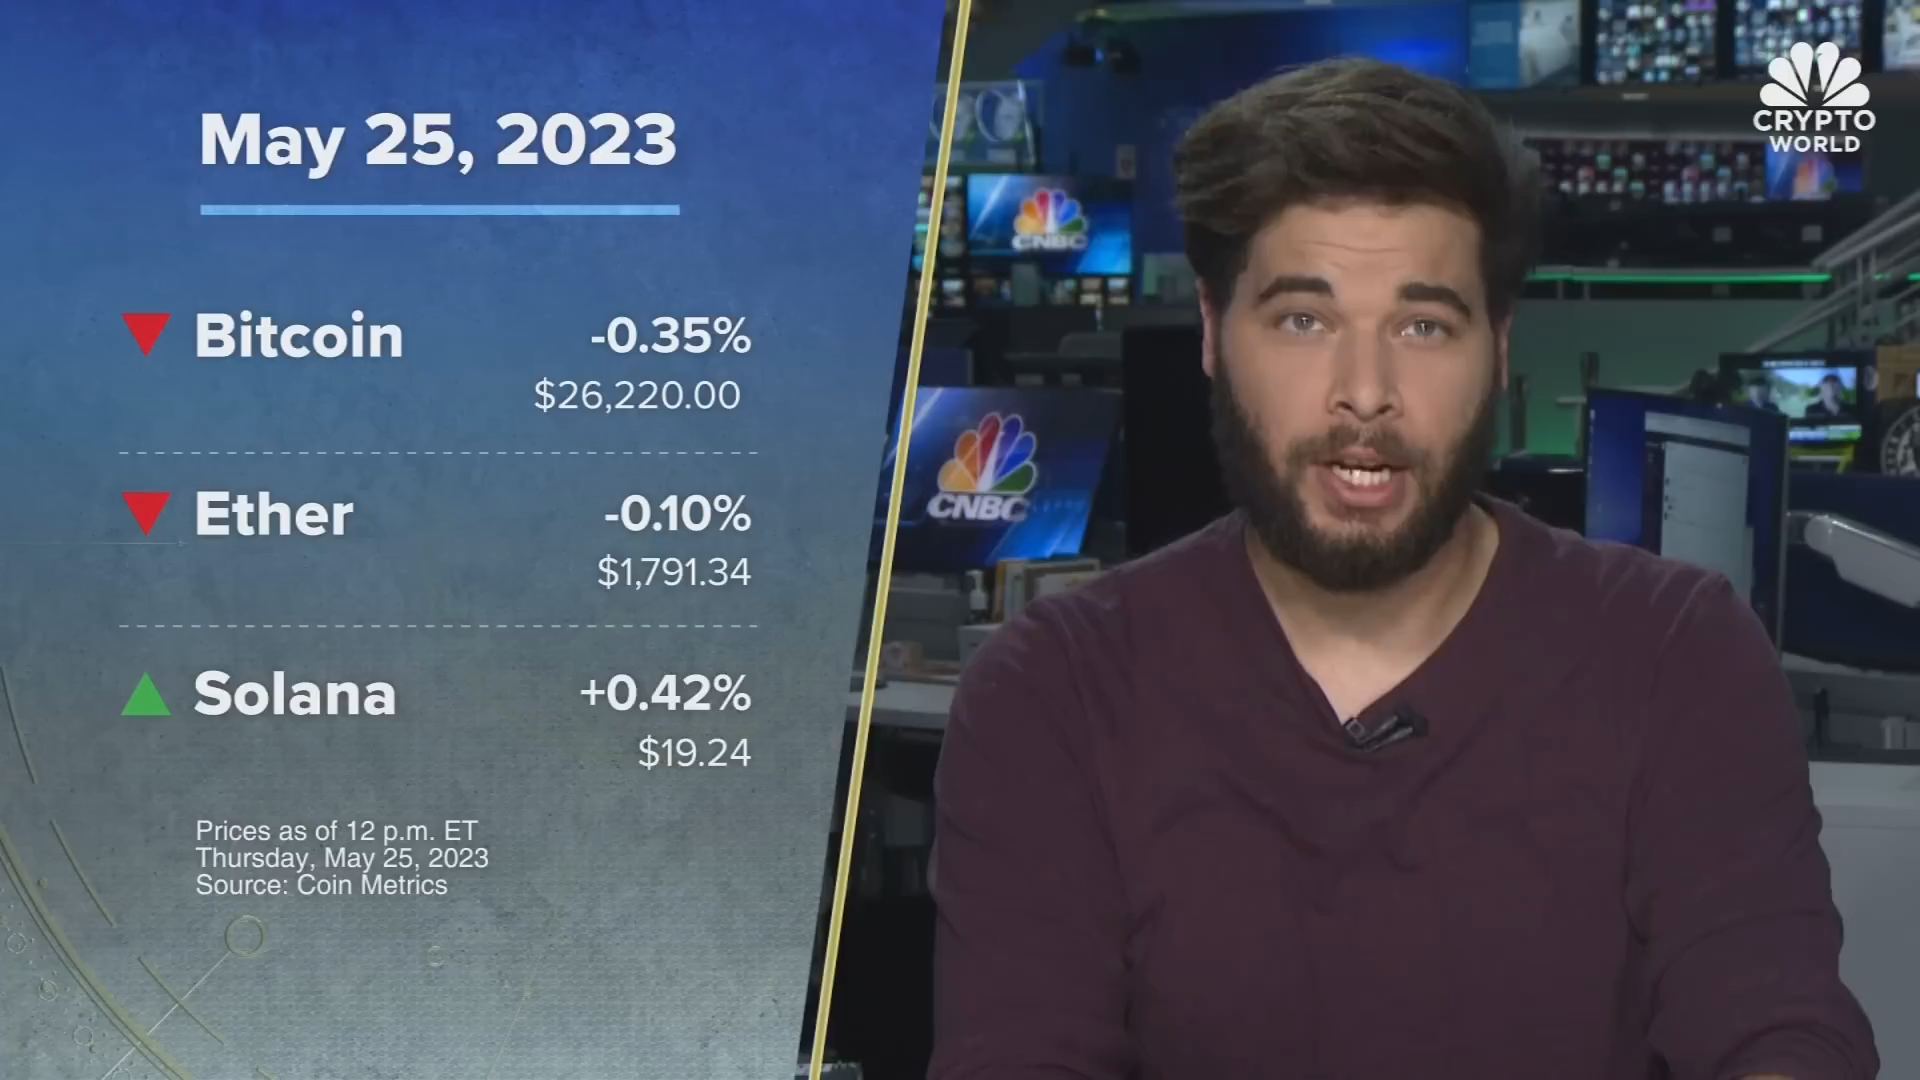 May 25, 2023
Bitcoin -0.35%
$26,220.00
Ether -0.10%
$1,791.34
Solana +0.42%
$19.24
Prices as of 12 p.m. ET
Thursday, May 25, 2023
Source: Coin Metrics
CRYPTO
WORLD
CNBC
CNBC